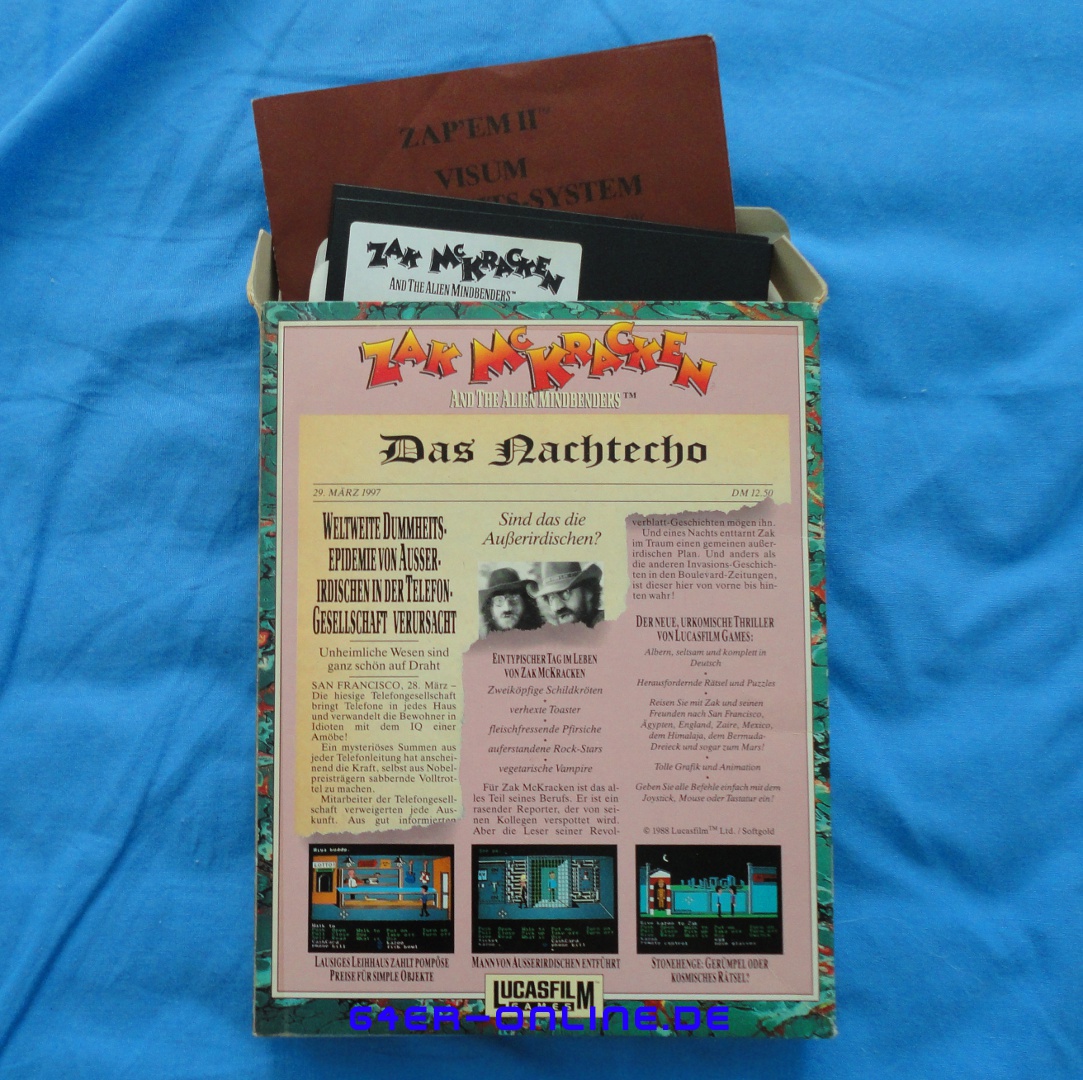 ZAP'EM II™
VISUM
TS-SYSTEM
ZAK McKRACKEN
AND THE ALIEN MINDBENDERS™
ZAK McKRACKEN
AND THE ALIEN MINDBENDERS™
Das Nachtecho
29. MÄRZ 1997
DM 12.50
WELTWEITE DUMMHEITS-
EPIDEMIE VON AUSSER-
IRDISCHEN IN DER TELEFON-
GESELLSCHAFT VERURSACHT
Unheimliche Wesen sind
ganz schön auf Draht
SAN FRANCISCO, 28. März –
Die hiesige Telefongesellschaft
bringt Telefone in jedes Haus
und verwandelt die Bewohner in
Idioten mit dem IQ einer
Amöbe!
Ein mysteriöses Summen aus
jeder Telefonleitung hat anschei-
nend die Kraft, selbst aus Nobel-
preisträgern sabbernde Volltrot-
tel zu machen.
Mitarbeiter der Telefongesell-
schaft verweigerten jede Aus-
kunft. Aus gut informierten
Sind das die
Außerirdischen?
EIN TYPISCHER TAG IM LEBEN
VON ZAK McKRACKEN
Zweiköpfige Schildkröten
•
verhexte Toaster
•
fleischfressende Pfirsiche
•
auferstandene Rock-Stars
•
vegetarische Vampire
Für Zak McKracken ist das al-
les Teil seines Berufs. Er ist ein
rasender Reporter, der von sei-
nen Kollegen verspottet wird.
Aber die Leser seiner Revol-
verblatt-Geschichten mögen ihn.
Und eines Nachts enttarnt Zak
im Traum einen gemeinen außer-
irdischen Plan. Und anders als
die anderen Invasions-Geschich-
ten in den Boulevard-Zeitungen,
ist dieser hier von vorne bis hin-
ten wahr!
DER NEUE, URKOMISCHE THRILLER
VON LUCASFILM GAMES:
Albern, seltsam und komplett in
Deutsch
•
Herausfordernde Rätsel und Puzzles
•
Reisen Sie mit Zak und seinen
Freunden nach San Francisco,
Ägypten, England, Zaire, Mexico,
dem Himalaja, dem Bermuda-
Dreieck und sogar zum Mars!
•
Tolle Grafik und Animation
•
Geben Sie alle Befehle einfach mit dem
Joystick, Mouse oder Tastatur ein!
© 1988 Lucasfilm™ Ltd. / Softgold
LOTTO
Walk to
LAUSIGES LEIHHAUS ZAHLT POMPÖSE
PREISE FÜR SIMPLE OBJEKTE
MANN VON AUSSERIRDISCHEN ENTFÜHRT
STONEHENGE: GERÜMPEL ODER
KOSMISCHES RÄTSEL?
LUCASFILM
GAMES
64ER-ONLINE.DE